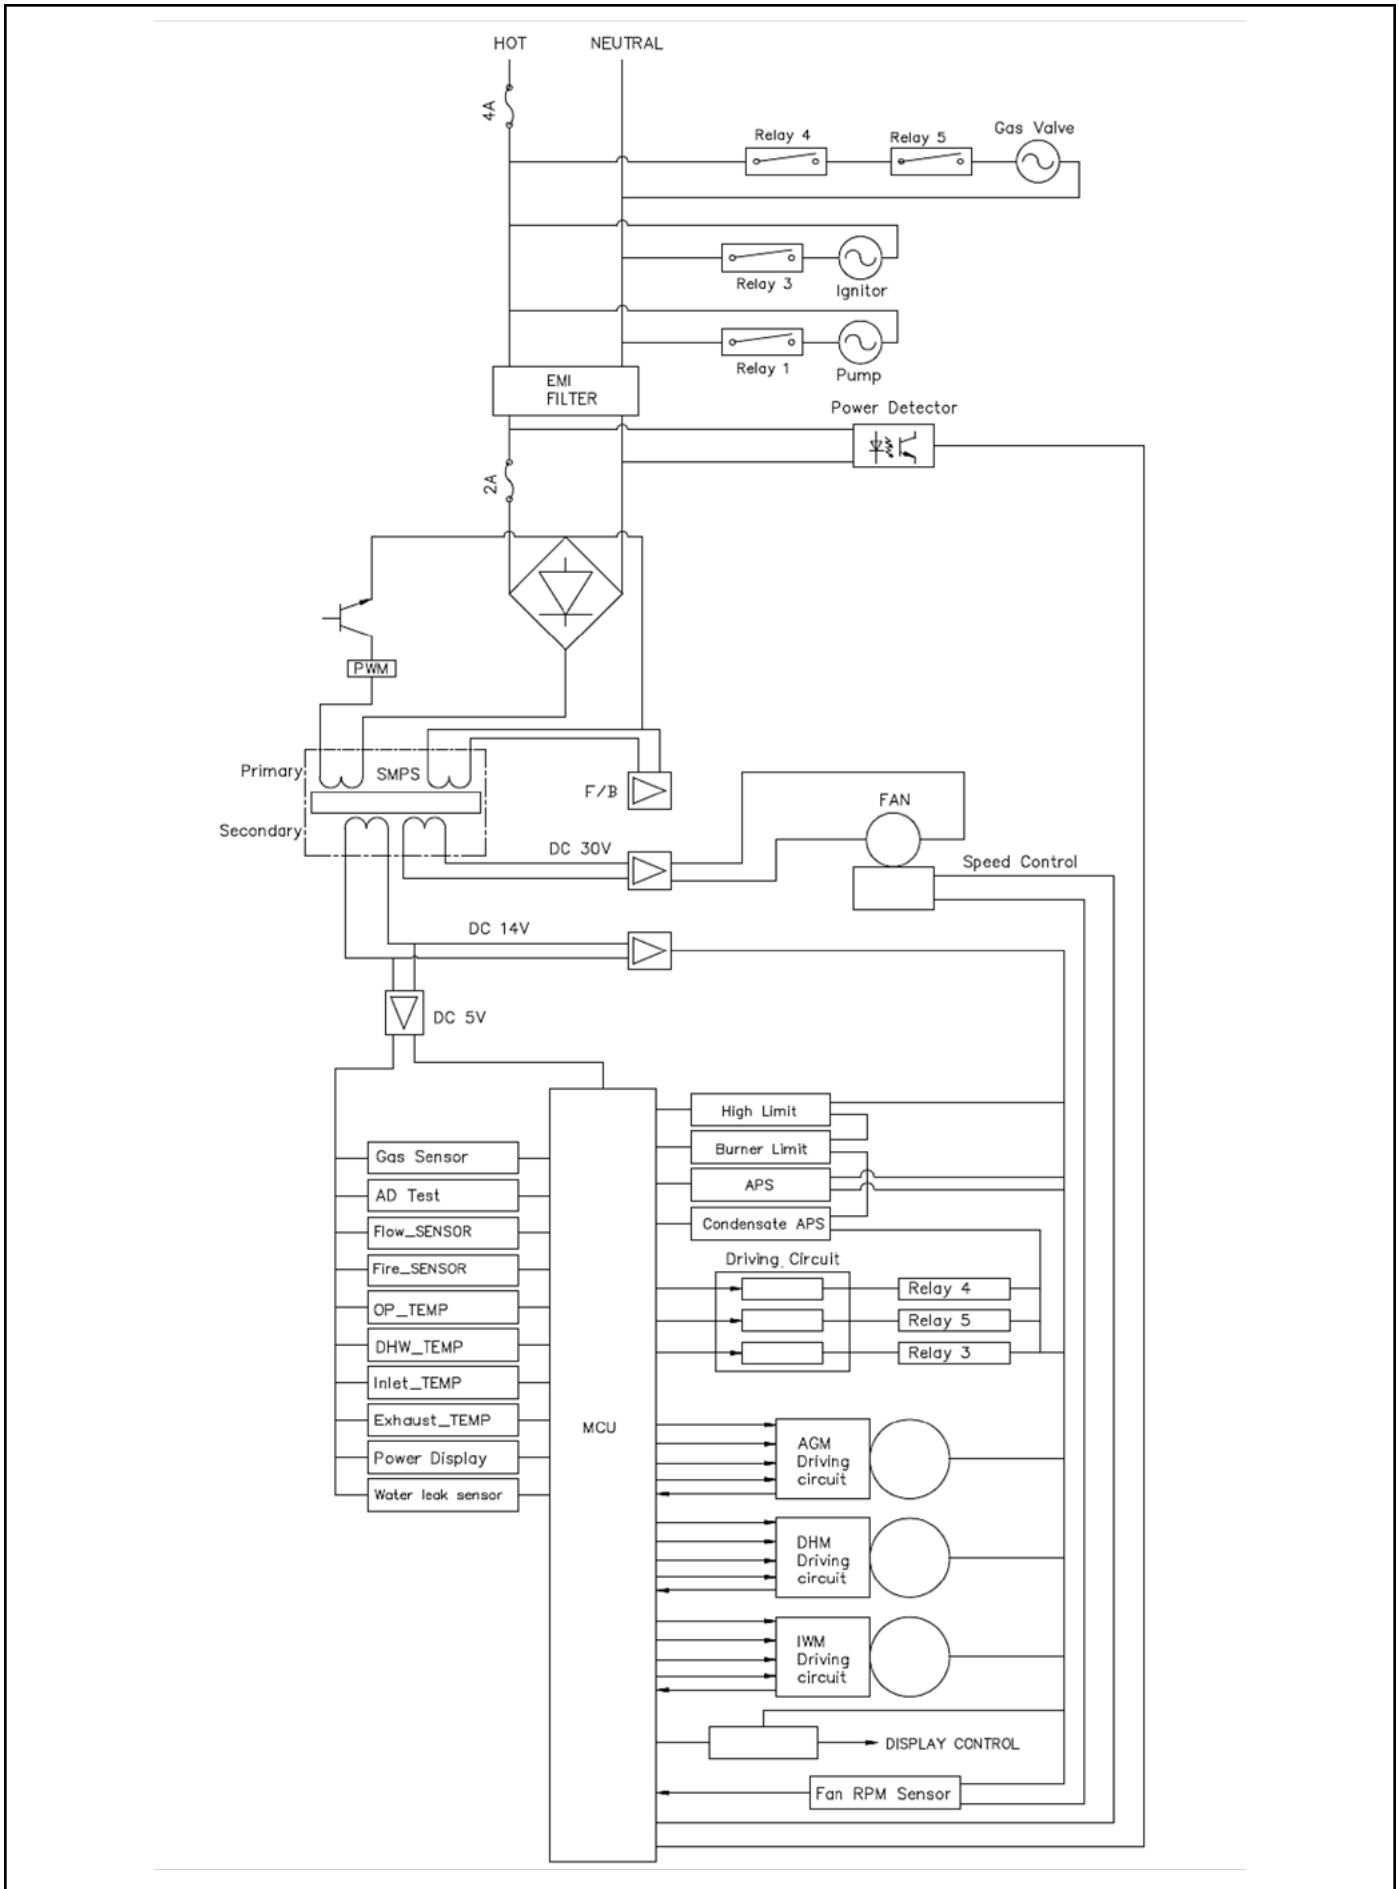 HOT
NEUTRAL
4A
Relay 4
Relay 5
Gas Valve
Relay 3
Ignitor
Relay 1
Pump
EMI
FILTER
Power Detector
2A
PWM
Primary
SMPS
F/B
FAN
Secondary
DC 30V
Speed Control
DC 14V
DC 5V
High Limit
Burner Limit
APS
Condensate APS
Gas Sensor
AD Test
Flow_SENSOR
Fire_SENSOR
OP_TEMP
DHW_TEMP
Inlet_TEMP
Exhaust_TEMP
Power Display
Water leak sensor
MCU
Driving Circuit
Relay 4
Relay 5
Relay 3
AGM
Driving
circuit
DHM
Driving
circuit
IWM
Driving
circuit
DISPLAY CONTROL
Fan RPM Sensor